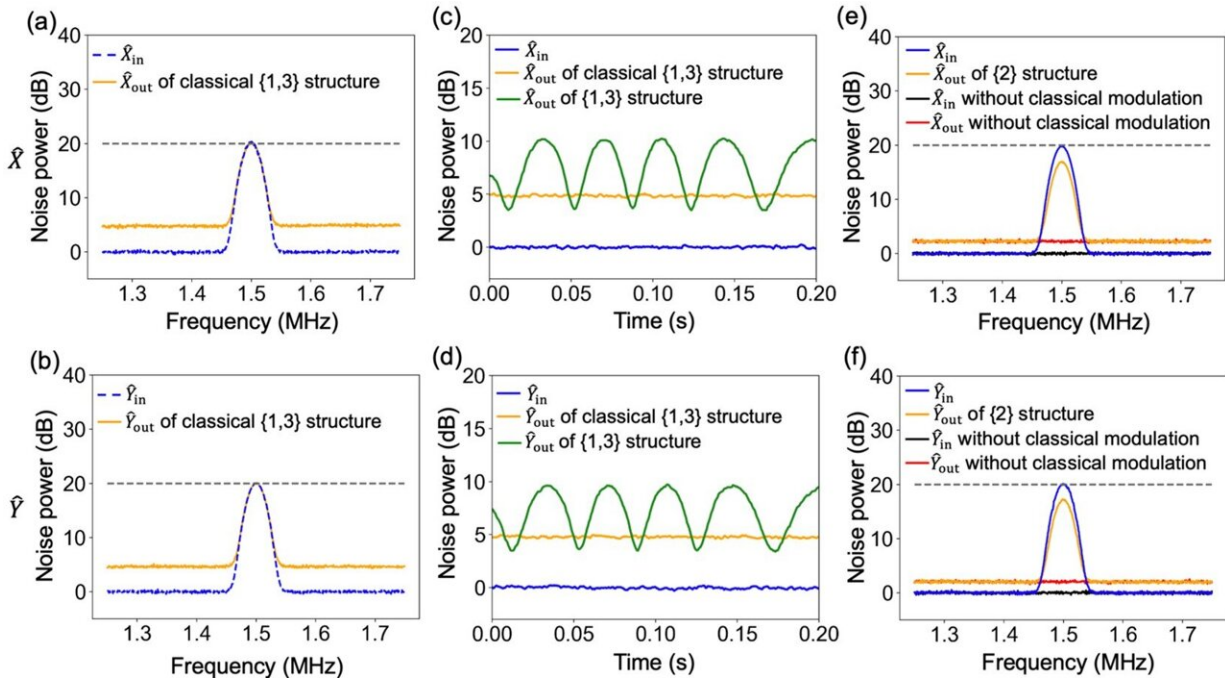 (a)
40
30
20
10
0
X̂
Noise power (dB)
X̂in
X̂out of classical {1,3} structure
1.3 1.4 1.5 1.6 1.7
Frequency (MHz)
(c)
20
15
10
5
0
Noise power (dB)
X̂in
X̂out of classical {1,3} structure
X̂out of {1,3} structure
0.00 0.05 0.10 0.15 0.20
Time (s)
(e)
40
30
20
10
0
Noise power (dB)
X̂in
X̂out of {2} structure
X̂in without classical modulation
X̂out without classical modulation
1.3 1.4 1.5 1.6 1.7
Frequency (MHz)
(b)
40
30
20
10
0
Ŷ
Noise power (dB)
Ŷin
Ŷout of classical {1,3} structure
1.3 1.4 1.5 1.6 1.7
Frequency (MHz)
(d)
20
15
10
5
0
Noise power (dB)
Ŷin
Ŷout of classical {1,3} structure
Ŷout of {1,3} structure
0.00 0.05 0.10 0.15 0.20
Time (s)
(f)
40
30
20
10
0
Noise power (dB)
Ŷin
Ŷout of {2} structure
Ŷin without classical modulation
Ŷout without classical modulation
1.3 1.4 1.5 1.6 1.7
Frequency (MHz)